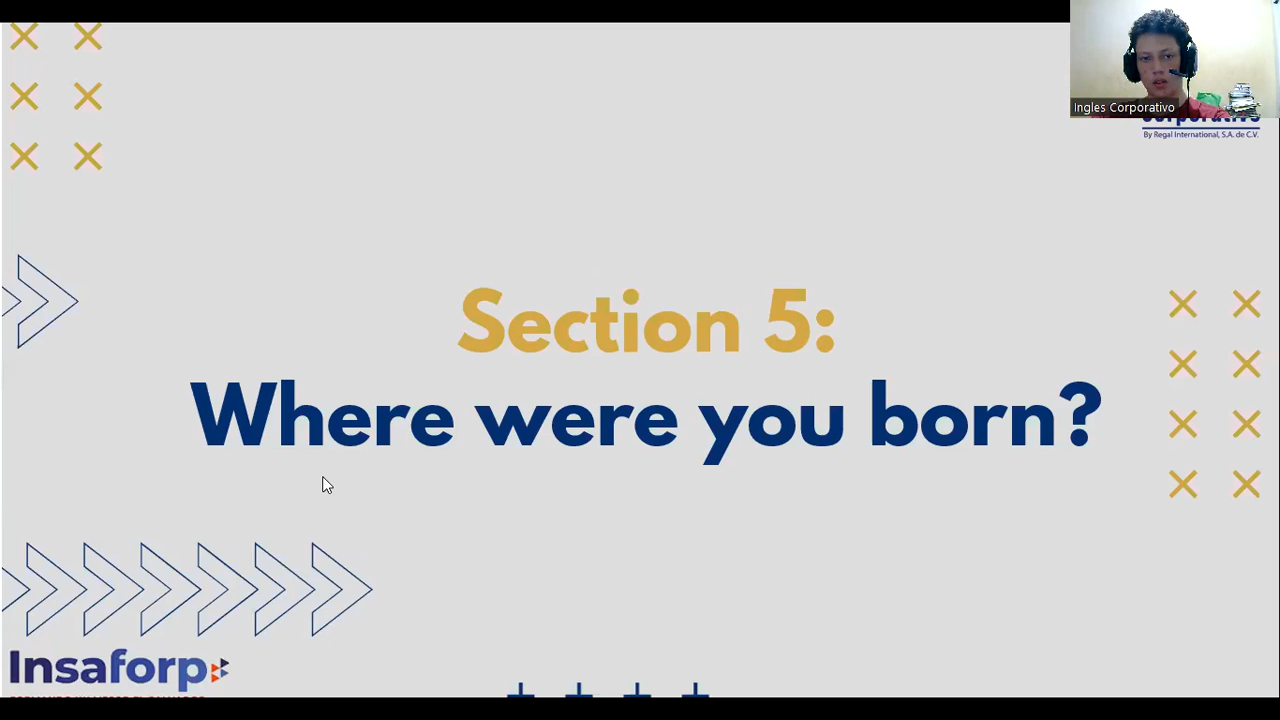 Ingles Corporativo
By Regal International, S.A. de C.V.
Section 5:
Where were you born?
Insaforp